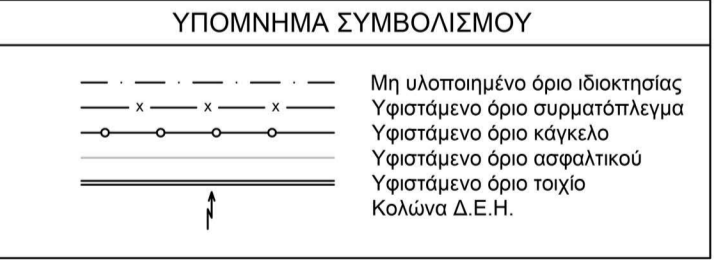 ΥΠΟΜΝΗΜΑ ΣΥΜΒΟΛΙΣΜΟΥ
Μη υλοποιημένο όριο ιδιοκτησίας
x x x Υφιστάμενο όριο συρματόπλεγμα
Υφιστάμενο όριο κάγκελο
Υφιστάμενο όριο ασφαλτικού
Υφιστάμενο όριο τοιχίο
Κολώνα Δ.Ε.Η.